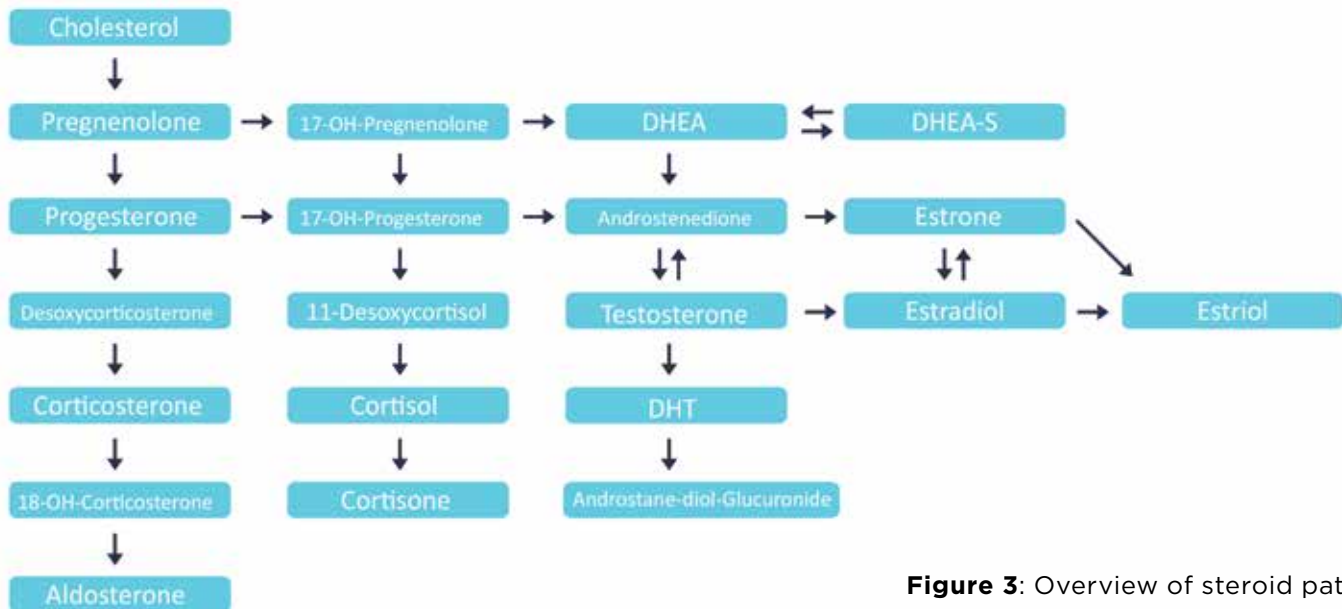 Cholesterol
Pregnenolone
17-OH-Pregnenolone
DHEA
DHEA-S
Progesterone
17-OH-Progesterone
Androstenedione
Estrone
Desoxycorticosterone
11-Desoxycortisol
Testosterone
Estradiol
Estriol
Corticosterone
Cortisol
DHT
18-OH-Corticosterone
Cortisone
Androstane-diol-Glucuronide
Aldosterone
Figure 3: Overview of steroid pat